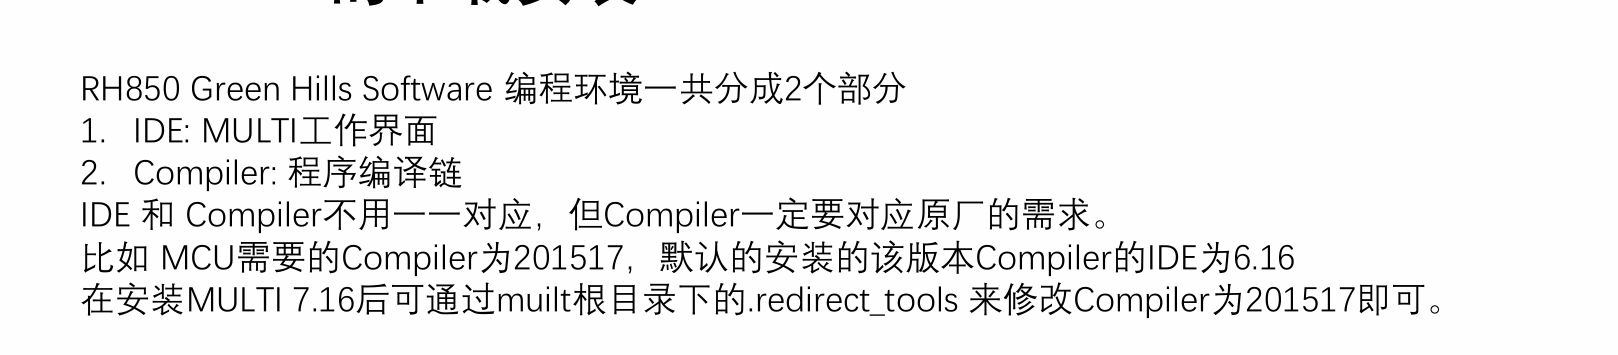 RH850 Green Hills Software 编程环境一共分成2个部分
1. IDE: MULTI工作界面
2. Compiler: 程序编译链
IDE 和 Compiler不用一一对应，但Compiler一定要对应原厂的需求。
比如 MCU需要的Compiler为201517，默认的安装的该版本Compiler的IDE为6.16
在安装MULTI 7.16后可通过muilt根目录下的.redirect_tools 来修改Compiler为201517即可。